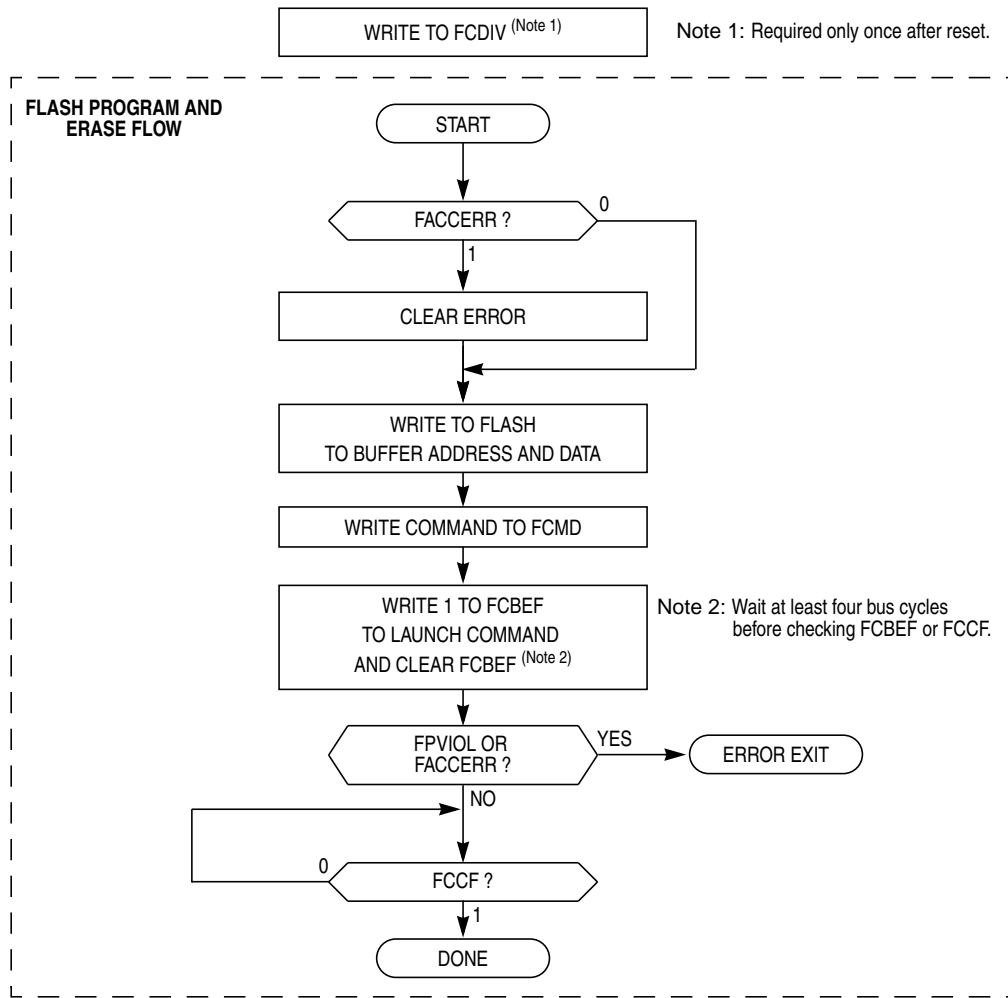 WRITE TO FCDIV (Note 1)
Note 1: Required only once after reset.
FLASH PROGRAM AND
ERASE FLOW
START
FACCERR ?
0
1
CLEAR ERROR
WRITE TO FLASH
TO BUFFER ADDRESS AND DATA
WRITE COMMAND TO FCMD
WRITE 1 TO FCBEF
TO LAUNCH COMMAND
AND CLEAR FCBEF (Note 2)
Note 2: Wait at least four bus cycles
before checking FCBEF or FCCF.
FPVIOL OR
FACCERR ?
YES
ERROR EXIT
NO
0
FCCF ?
1
DONE